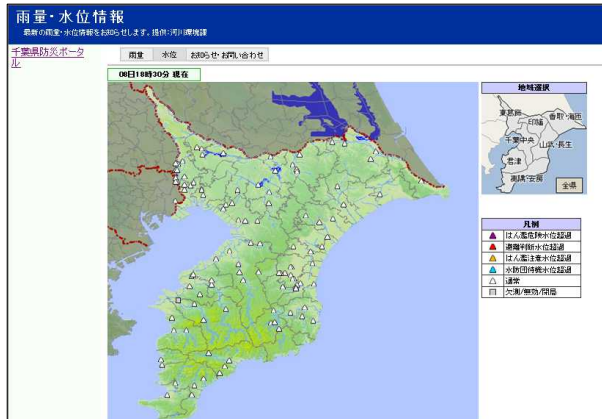 雨量・水位情報
最新の雨量・水位情報をお知らせします。提供:河川環境課
千葉県防災ポータ
ル
雨量 水位 お知らせ・お問い合わせ
08日18時30分 現在
地域選択
東葛飾
印旛
香取・海匝
千葉中央
山武・長生
君津
夷隅・安房
全県
凡例
はん濫危険水位超過
避難判断水位超過
はん濫注意水位超過
水防団待機水位超過
通常
欠測/無効/閉局